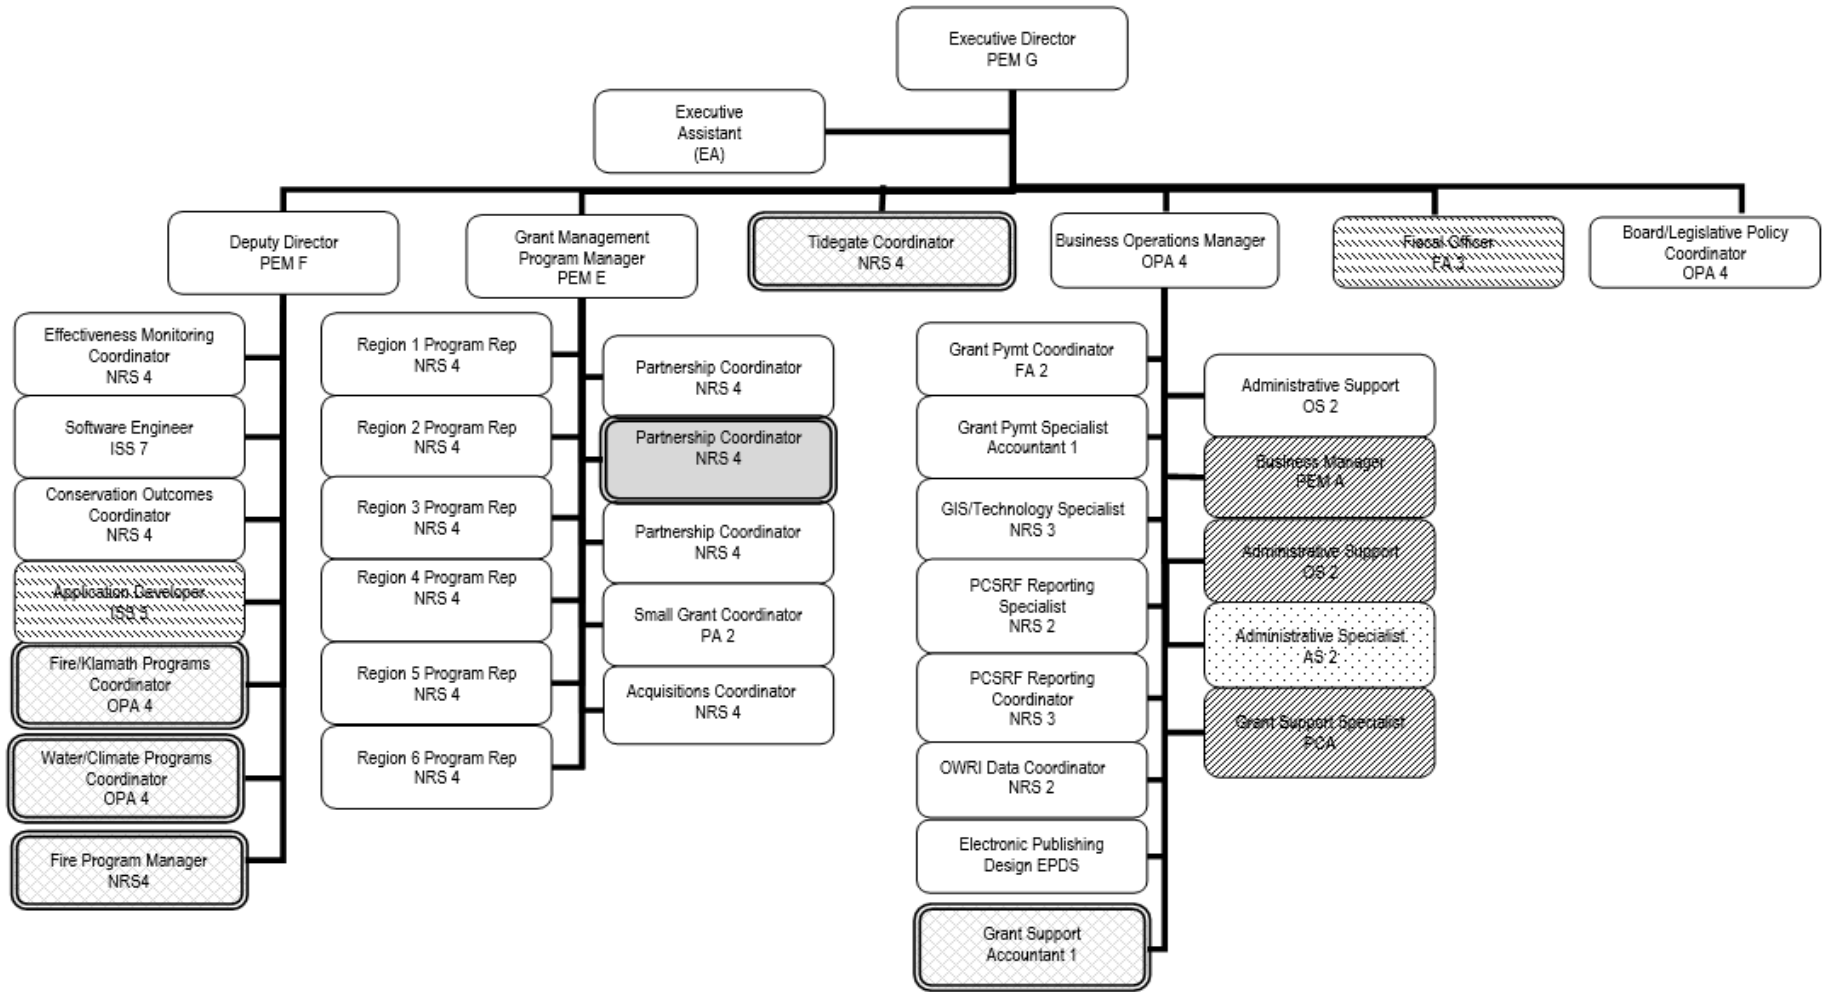 Executive Director
PEM G
Executive
Assistant
(EA)
Deputy Director
PEM F
Grant Management
Program Manager
PEM E
Tidegate Coordinator
NRS 4
Business Operations Manager
OPA 4
Fiscal Officer
FA 3
Board/Legislative Policy
Coordinator
OPA 4
Effectiveness Monitoring
Coordinator
NRS 4
Software Engineer
ISS 7
Conservation Outcomes
Coordinator
NRS 4
Application Developer
ISS 5
Fire/Klamath Programs
Coordinator
OPA 4
Water/Climate Programs
Coordinator
OPA 4
Fire Program Manager
NRS4
Region 1 Program Rep
NRS 4
Region 2 Program Rep
NRS 4
Region 3 Program Rep
NRS 4
Region 4 Program Rep
NRS 4
Region 5 Program Rep
NRS 4
Region 6 Program Rep
NRS 4
Partnership Coordinator
NRS 4
Partnership Coordinator
NRS 4
Partnership Coordinator
NRS 4
Small Grant Coordinator
PA 2
Acquisitions Coordinator
NRS 4
Grant Pymt Coordinator
FA 2
Grant Pymt Specialist
Accountant 1
GIS/Technology Specialist
NRS 3
PCSRF Reporting
Specialist
NRS 2
PCSRF Reporting
Coordinator
NRS 3
OWRI Data Coordinator
NRS 2
Electronic Publishing
Design EPDS
Grant Support
Accountant 1
Administrative Support
OS 2
Business Manager
PEM A
Administrative Support
OS 2
Administrative Specialist
AS 2
Grant Support Specialist
PCA